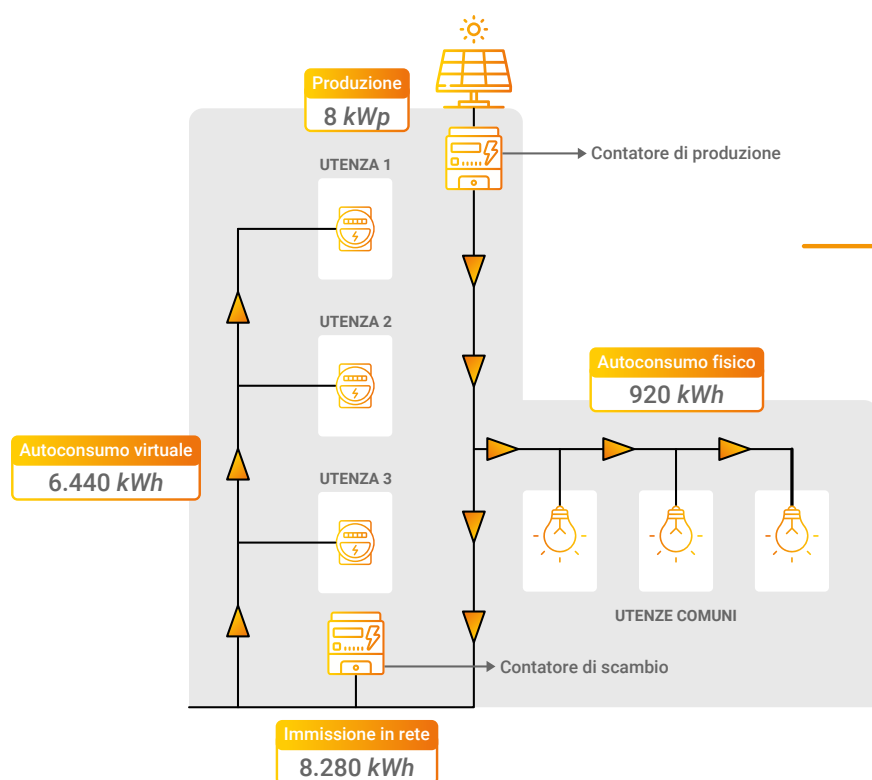 Produzione
8 kWp
Contatore di produzione
UTENZA 1
UTENZA 2
Autoconsumo fisico
920 kWh
Autoconsumo virtuale
6.440 kWh
UTENZA 3
UTENZE COMUNI
Contatore di scambio
Immissione in rete
8.280 kWh